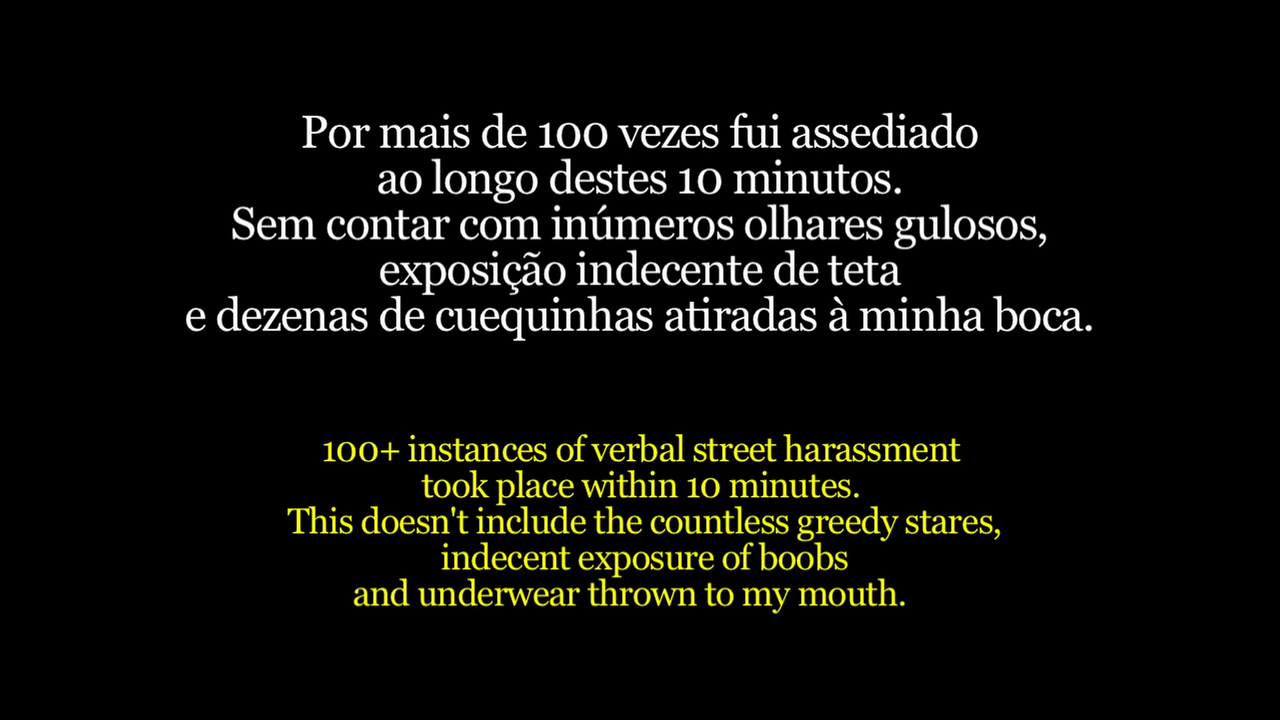 Por mais de 100 vezes fui assediado
ao longo destes 10 minutos.
Sem contar com inúmeros olhares gulosos,
exposição indecente de teta
e dezenas de cuequinhas atiradas à minha boca.
100+ instances of verbal street harassment
took place within 10 minutes.
This doesn't include the countless greedy stares,
indecent exposure of boobs
and underwear thrown to my mouth.